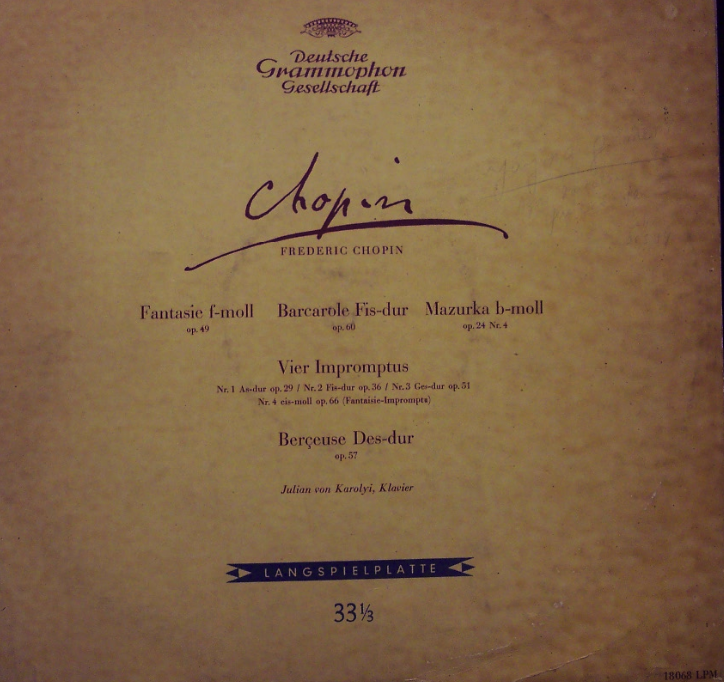 Deutsche
Grammophon
Gesellschaft
Chopin
FREDERIC CHOPIN
Fantasie f-moll Barcarole Fis-dur Mazurka b-moll
op. 49 op. 60 op. 24 Nr. 4
Vier Impromptus
Nr. 1 As-dur op. 29 / Nr. 2 Fis-dur op. 36 / Nr. 3 Ges-dur op. 51
Nr. 4 cis-moll op. 66 (Fantaisie-Impromptu)
Berçeuse Des-dur
op. 57
Julian von Karolyi, Klavier
LANGSPIELPLATTE
33⅓
18068 LPM